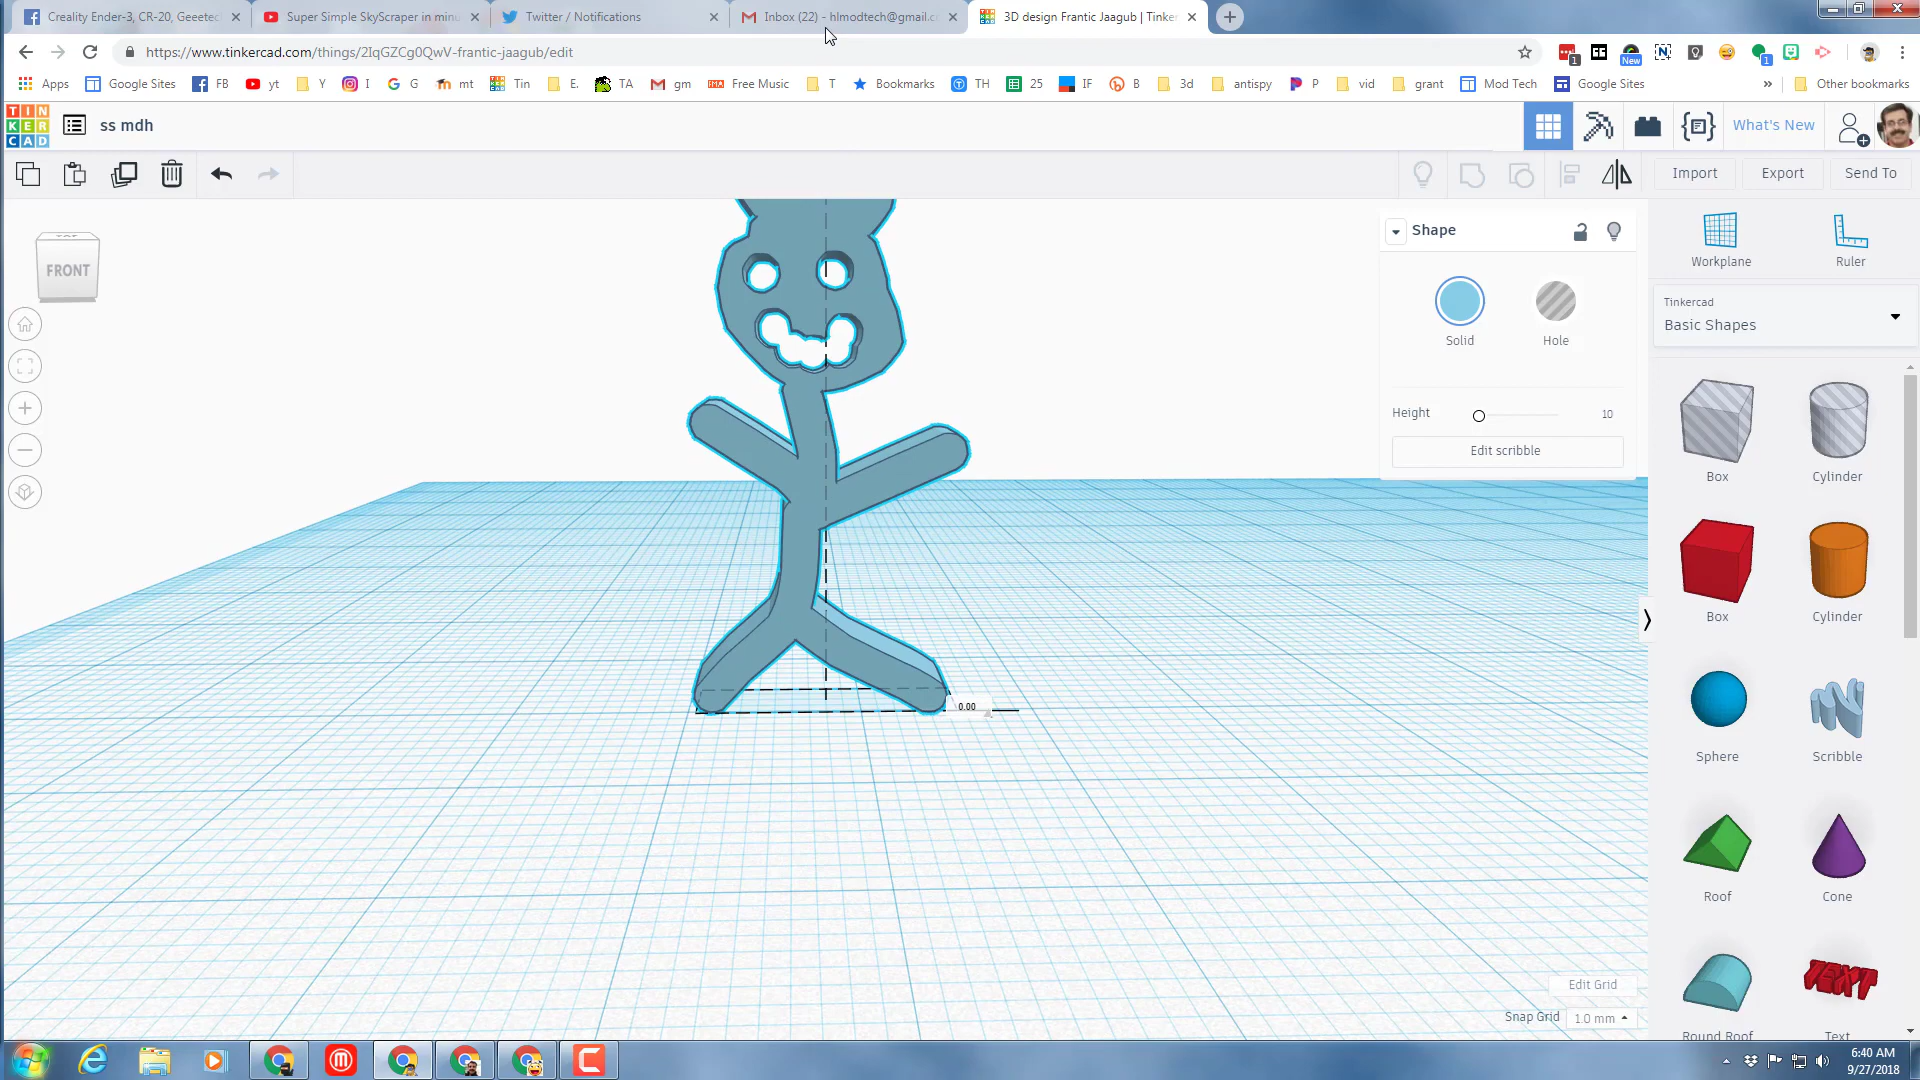 Creality Ender-3, CR-20, Geeetec
Super Simple SkyScraper in minu
Twitter / Notifications
Inbox (22) - hlmodtech@gmail.c
3D design Frantic Jaagub | Tinker
https://www.tinkercad.com/things/2IqGZCg0QwV-frantic-jaagub/edit
1
New
1
Apps
Google Sites
FB
yt
Y
I
G
mt
Tin
E.
TA
gm
Free Music
T
Bookmarks
TH
25
IF
B
3d
antispy
P
vid
grant
Mod Tech
Google Sites
»
Other bookmarks
TIN
KER
CAD
ss mdh
What's New
Import
Export
Send To
TOP
FRONT
Shape
Solid
Hole
Height
10
Edit scribble
Workplane
Ruler
Tinkercad
Basic Shapes
Box
Cylinder
Box
Cylinder
Sphere
Scribble
Roof
Cone
Round Roof
TEXT
Text
0.00
Edit Grid
Snap Grid
1.0 mm
6:40 AM
9/27/2018